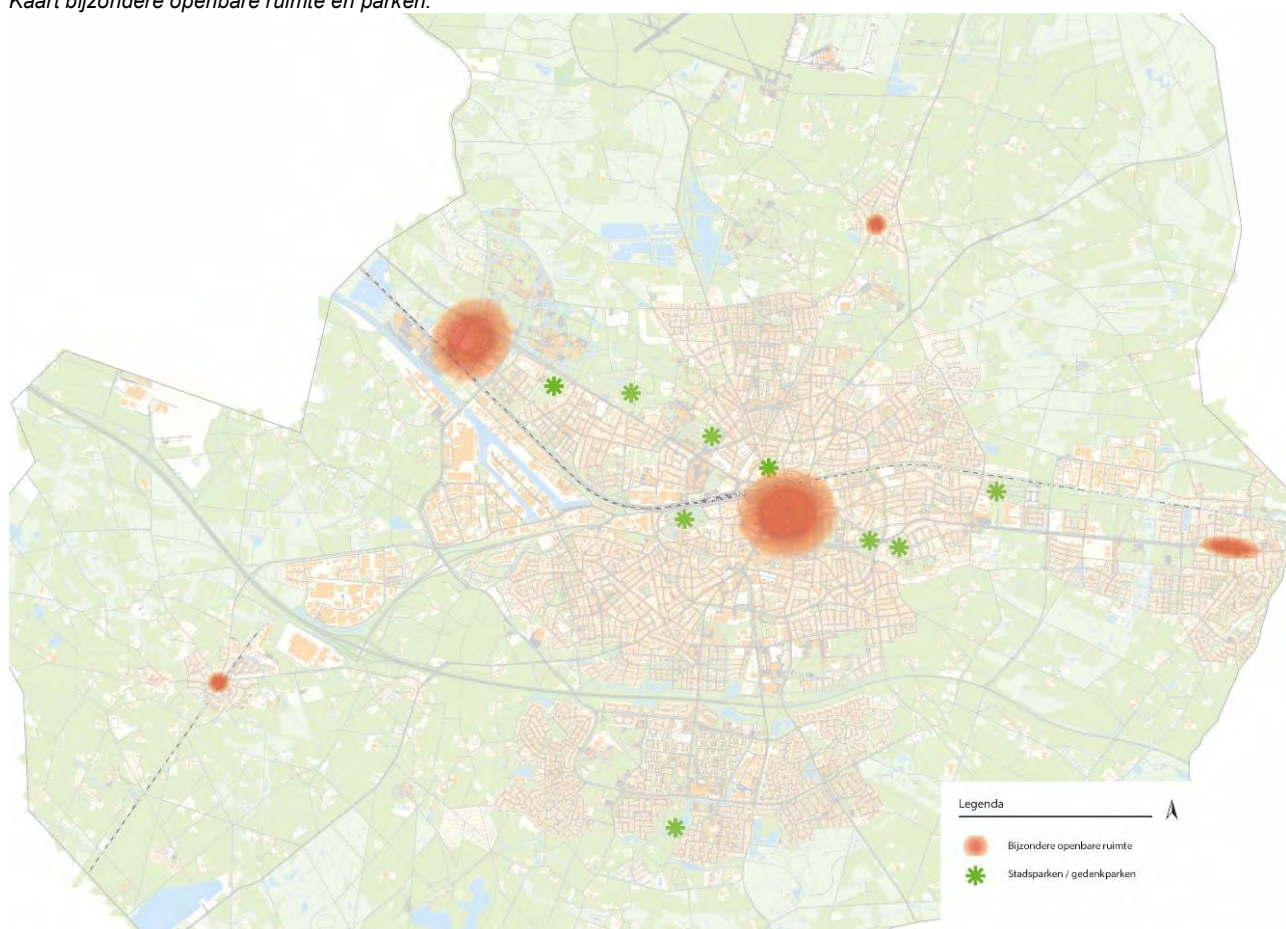 Kaart bijzondere openbare ruimte en parken.
Legenda
Bijzondere openbare ruimte
Stadsparken / gedenkparken